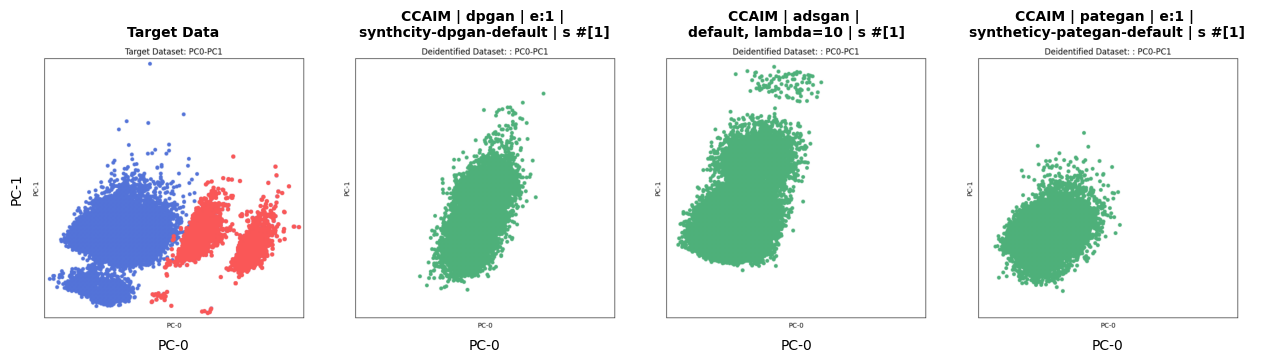 Target Data
Target Dataset: PC0-PC1
PC-1
PC-1
PC-0
PC-0
CCAIM | dpgan | e:1 |
synthcity-dpgan-default | s #[1]
Deidentified Dataset: : PC0-PC1
PC-1
PC-0
PC-0
CCAIM | adsgan |
default, lambda=10 | s #[1]
Deidentified Dataset: : PC0-PC1
PC-1
PC-0
PC-0
CCAIM | pategan | e:1 |
syntheticy-pategan-default | s #[1]
Deidentified Dataset: : PC0-PC1
PC-1
PC-0
PC-0